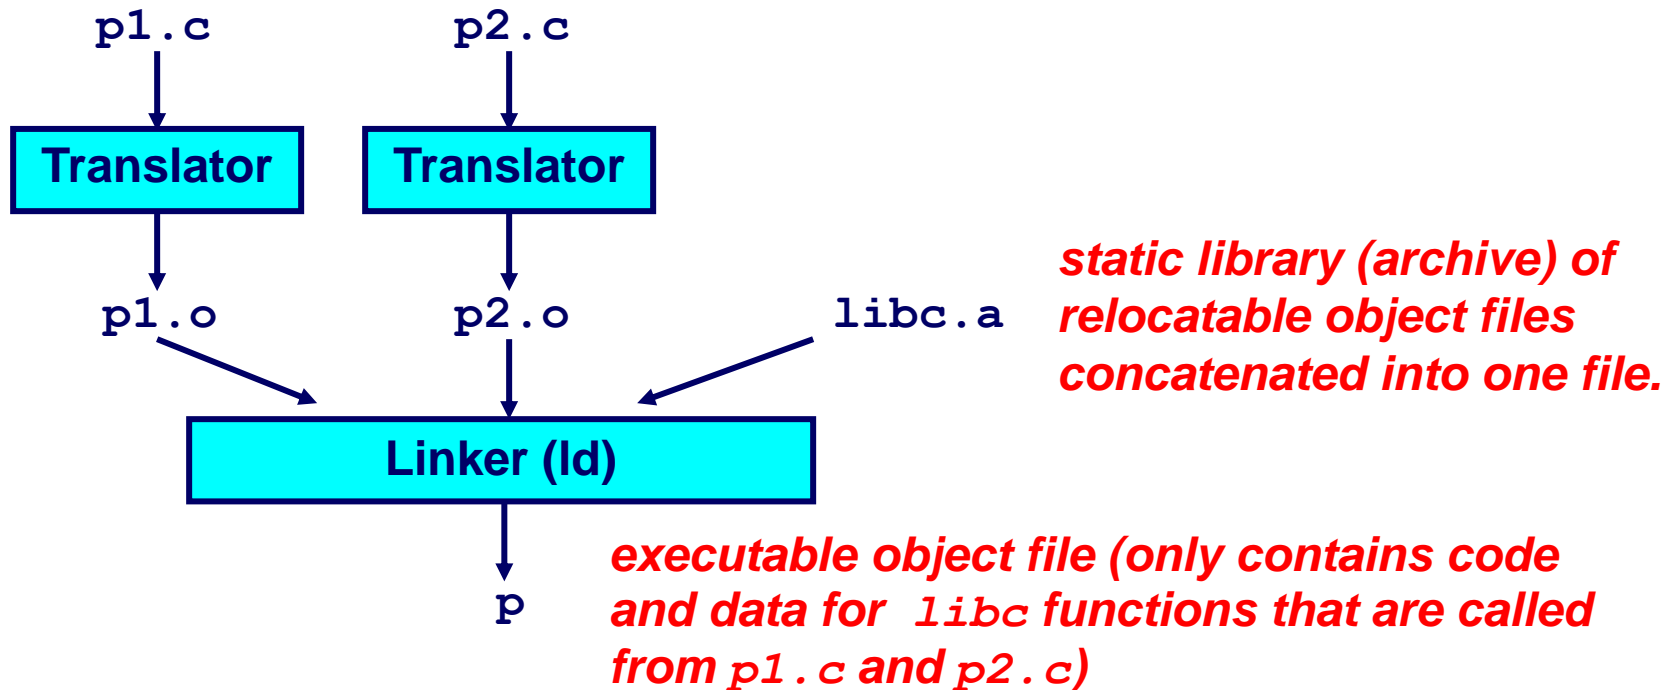 p1.c p2.c
Translator Translator
p1.o p2.o libc.a
static library (archive) of
relocatable object files
concatenated into one file.
Linker (ld)
p
executable object file (only contains code
and data for libc functions that are called
from p1.c and p2.c)